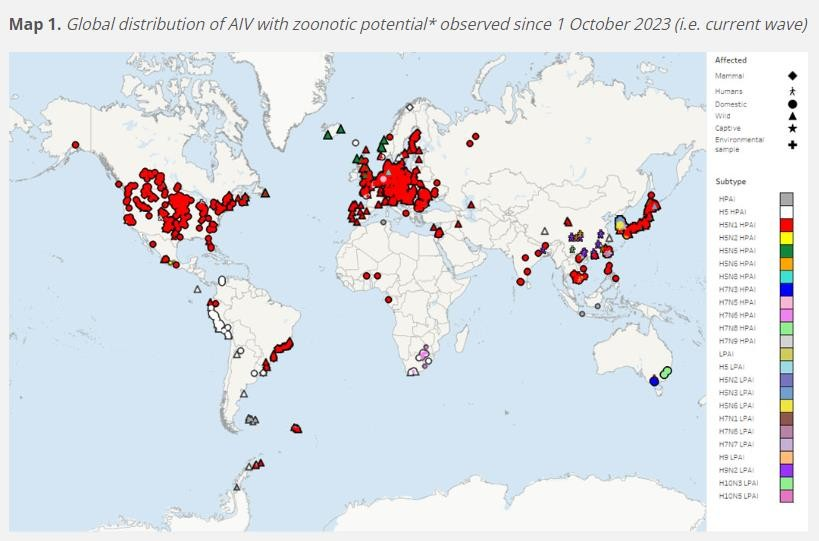 Map 1. Global distribution of AIV with zoonotic potential* observed since 1 October 2023 (i.e. current wave)
Affected
Mammal
Humans
Domestic
Wild
Captive
Environmental
sample
Subtype
HPAI
H5 HPAI
H5N1 HPAI
H5N2 HPAI
H5N5 HPAI
H5N6 HPAI
H5N8 HPAI
H7N3 HPAI
H7N5 HPAI
H7N6 HPAI
H7N8 HPAI
H7N9 HPAI
LPAI
H5 LPAI
H5N2 LPAI
H5N3 LPAI
H5N6 LPAI
H7N1 LPAI
H7N6 LPAI
H7N7 LPAI
H9 LPAI
H9N2 LPAI
H10N3 LPAI
H10N5 LPAI